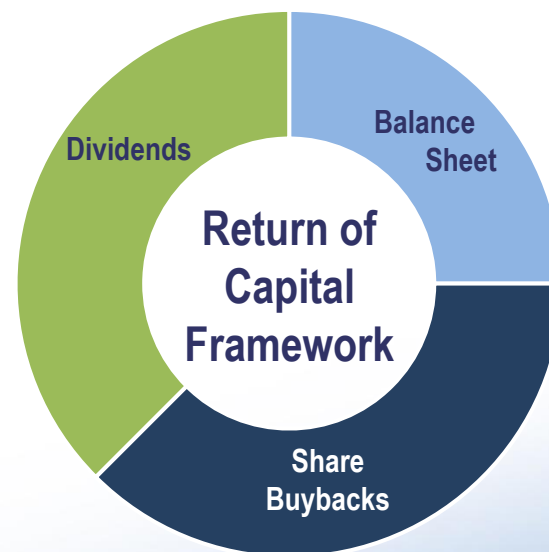 Dividends
Balance
Sheet
Return of
Capital
Framework
Share
Buybacks